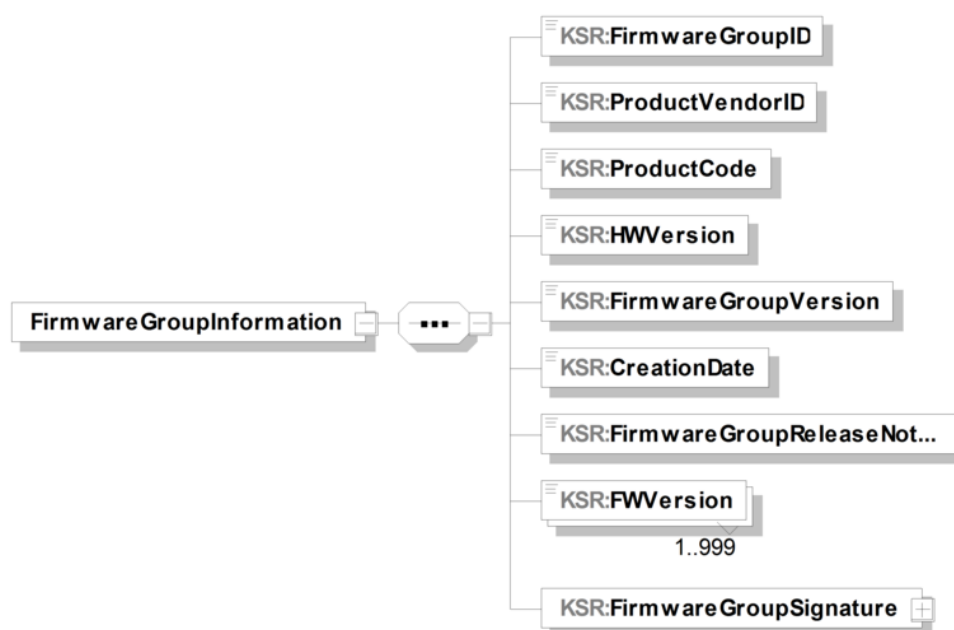 KSR:FirmwareGroupID
KSR:ProductVendorID
KSR:ProductCode
KSR:HWVersion
KSR:FirmwareGroupVersion
FirmwareGroupInformation
KSR:CreationDate
KSR:FirmwareGroupReleaseNot...
KSR:FWVersion
1..999
KSR:FirmwareGroupSignature